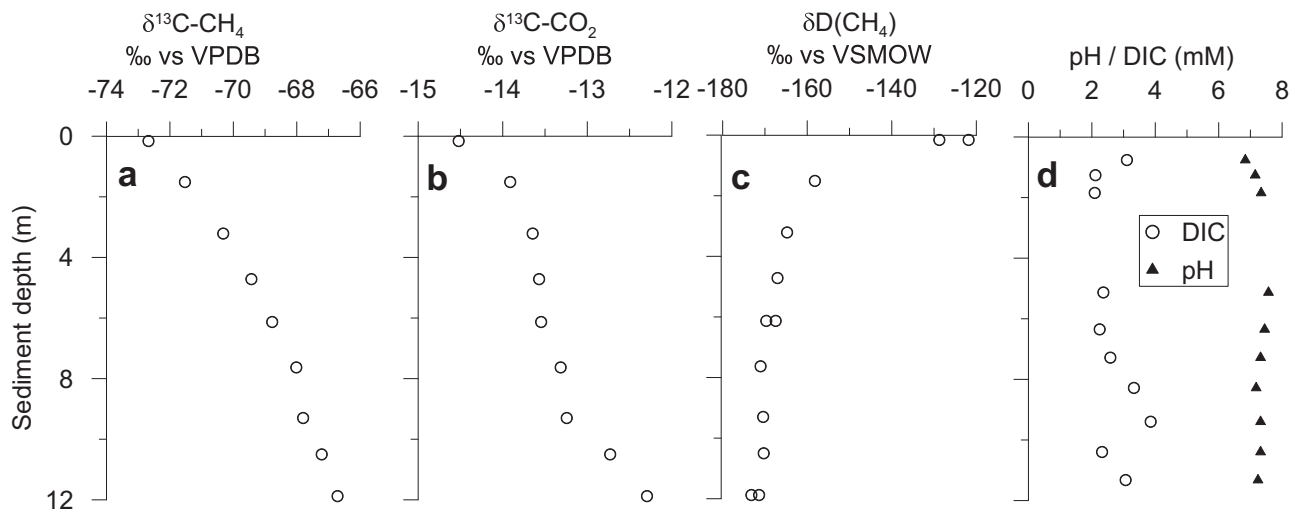 δ¹³C-CH₄
‰ vs VPDB
-74 -72 -70 -68 -66
δ¹³C-CO₂
‰ vs VPDB
-15 -14 -13 -12
δD(CH₄)
‰ vs VSMOW
-180 -160 -140 -120
pH / DIC (mM)
0 2 4 6 8
Sediment depth (m)
0
4
8
12
a
b
c
d
DIC
pH